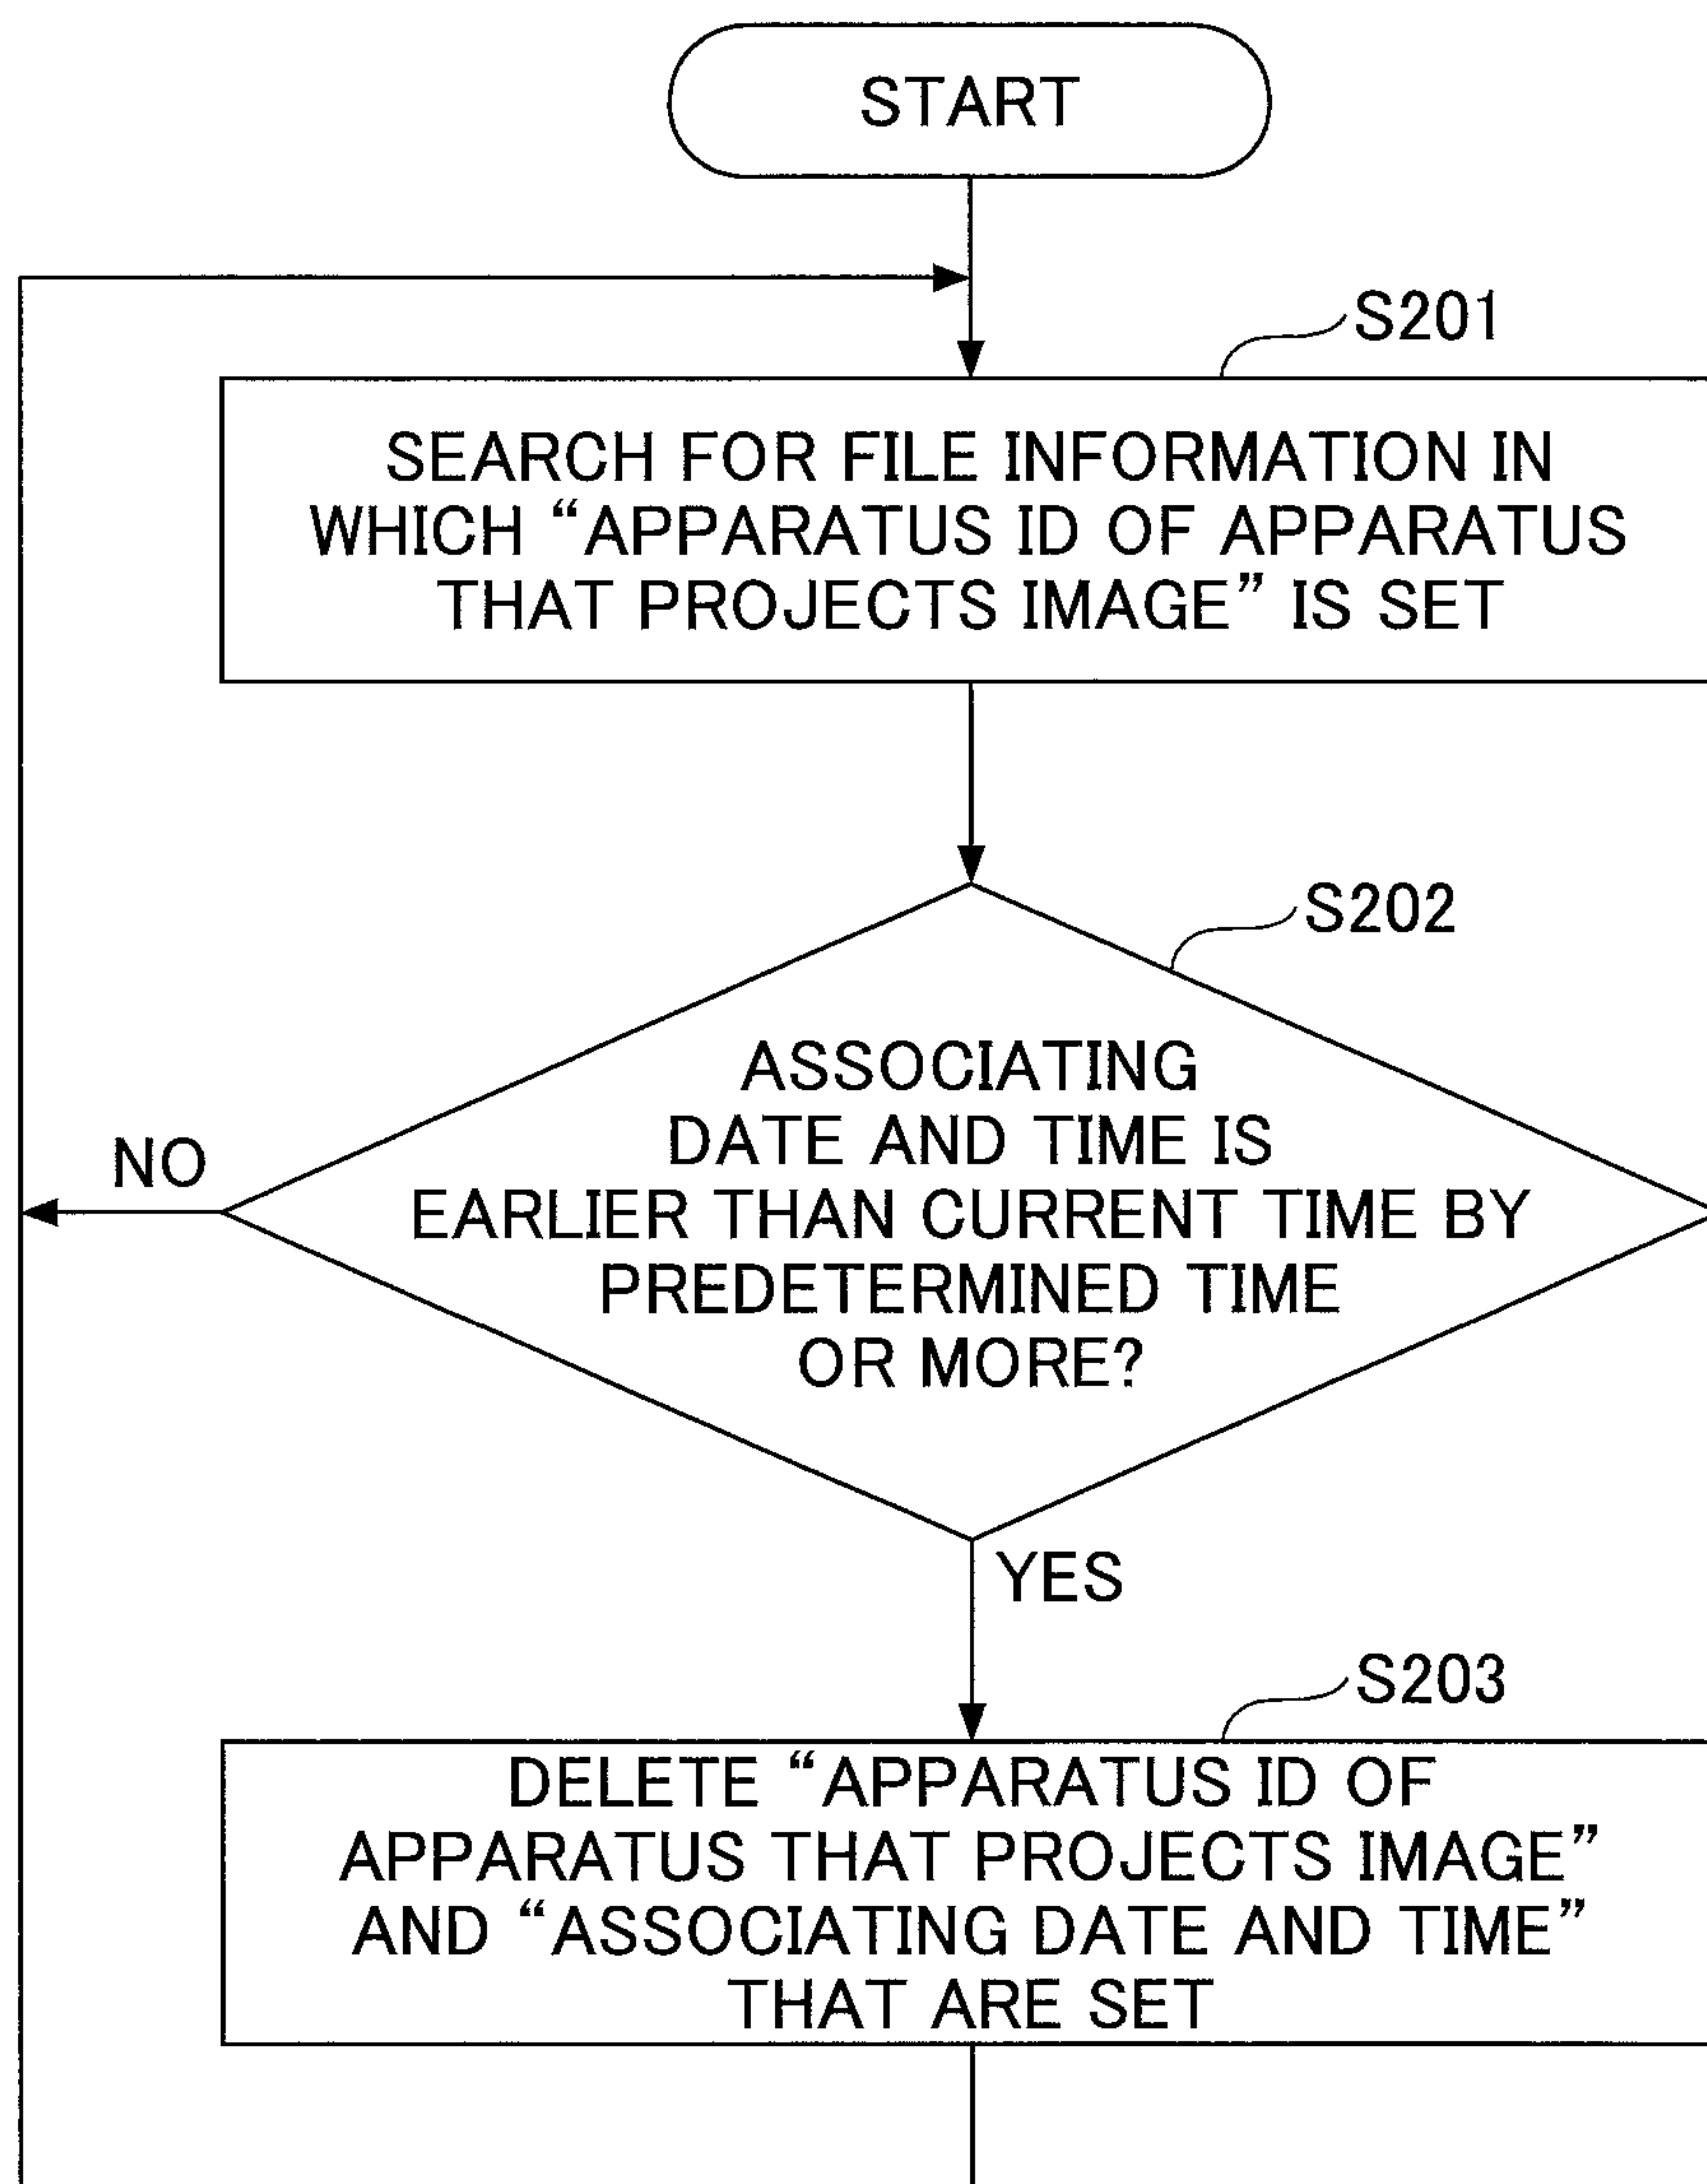 START
S201
SEARCH FOR FILE INFORMATION IN
WHICH “APPARATUS ID OF APPARATUS
THAT PROJECTS IMAGE” IS SET
S202
ASSOCIATING
DATE AND TIME IS
EARLIER THAN CURRENT TIME BY
PREDETERMINED TIME
OR MORE?
NO
YES
S203
DELETE “APPARATUS ID OF
APPARATUS THAT PROJECTS IMAGE”
AND “ASSOCIATING DATE AND TIME”
THAT ARE SET